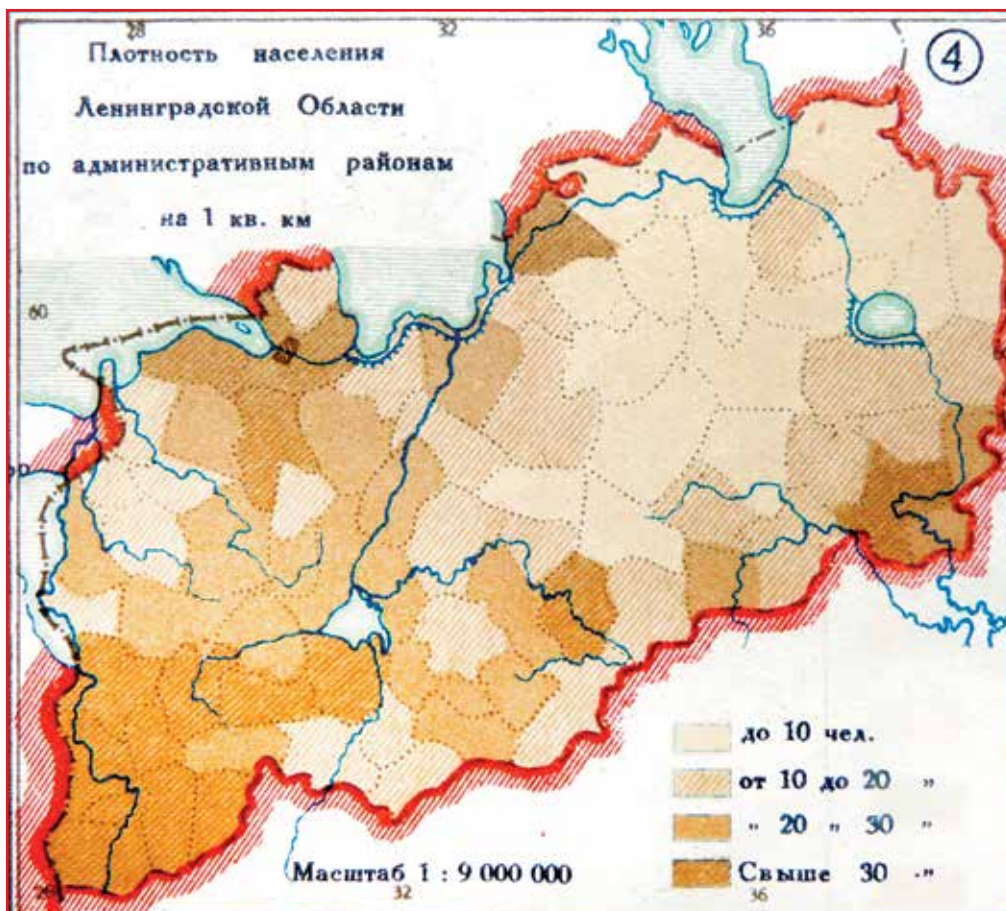 28 32 36
④
Плотность населения
Ленинградской Области
по административным районам
на 1 кв. км
60
до 10 чел.
от 10 до 20 „
„ 20 „ 30 „
Свыше 30 „
Масштаб 1 : 9 000 000
32 36